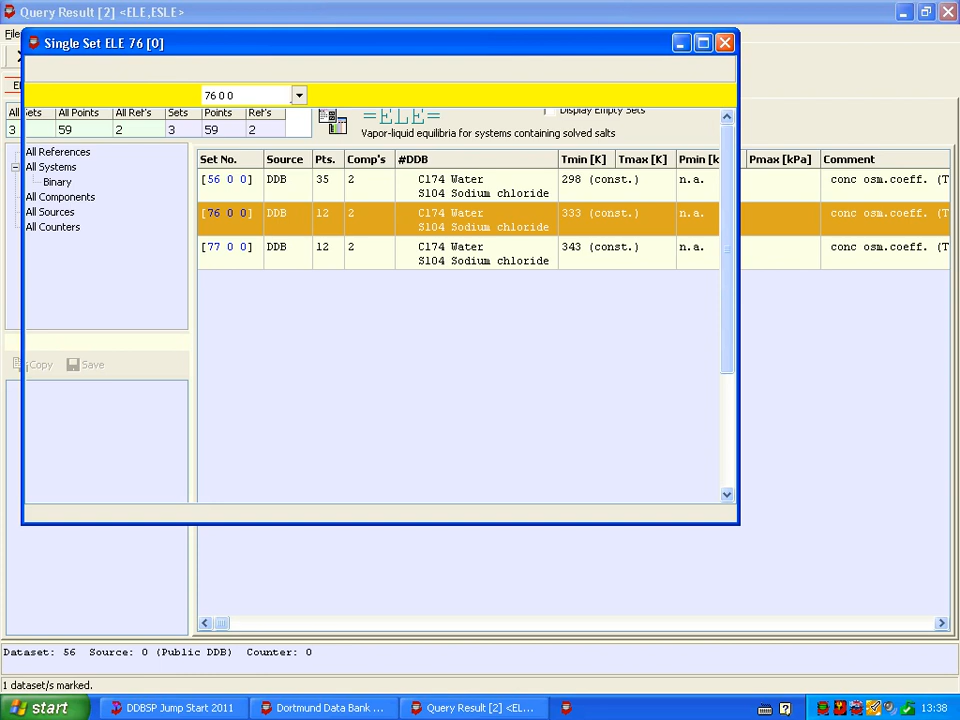 Query Result [2] <ELE,ESLE>
File
Single Set ELE 76 [0]
76 0 0
All Sets All Points All Ref's Sets Points Ref's
3 59 2 3 59 2
=ELE=
Display Empty Sets
Vapor-liquid equilibria for systems containing solved salts
All References
All Systems
Binary
All Components
All Sources
All Counters
Copy Save
Set No. Source Pts. Comp's #DDB Tmin [K] Tmax [K] Pmin [k Pmax [kPa] Comment
[56 0 0] DDB 35 2 C174 Water 298 (const.) n.a. conc osm.coeff. (T
S104 Sodium chloride
[76 0 0] DDB 12 2 C174 Water 333 (const.) n.a. conc osm.coeff. (T
S104 Sodium chloride
[77 0 0] DDB 12 2 C174 Water 343 (const.) n.a. conc osm.coeff. (T
S104 Sodium chloride
Dataset: 56 Source: 0 (Public DDB) Counter: 0
1 dataset/s marked.
start DDBSP Jump Start 2011 Dortmund Data Bank ... Query Result [2] <EL... 13:38